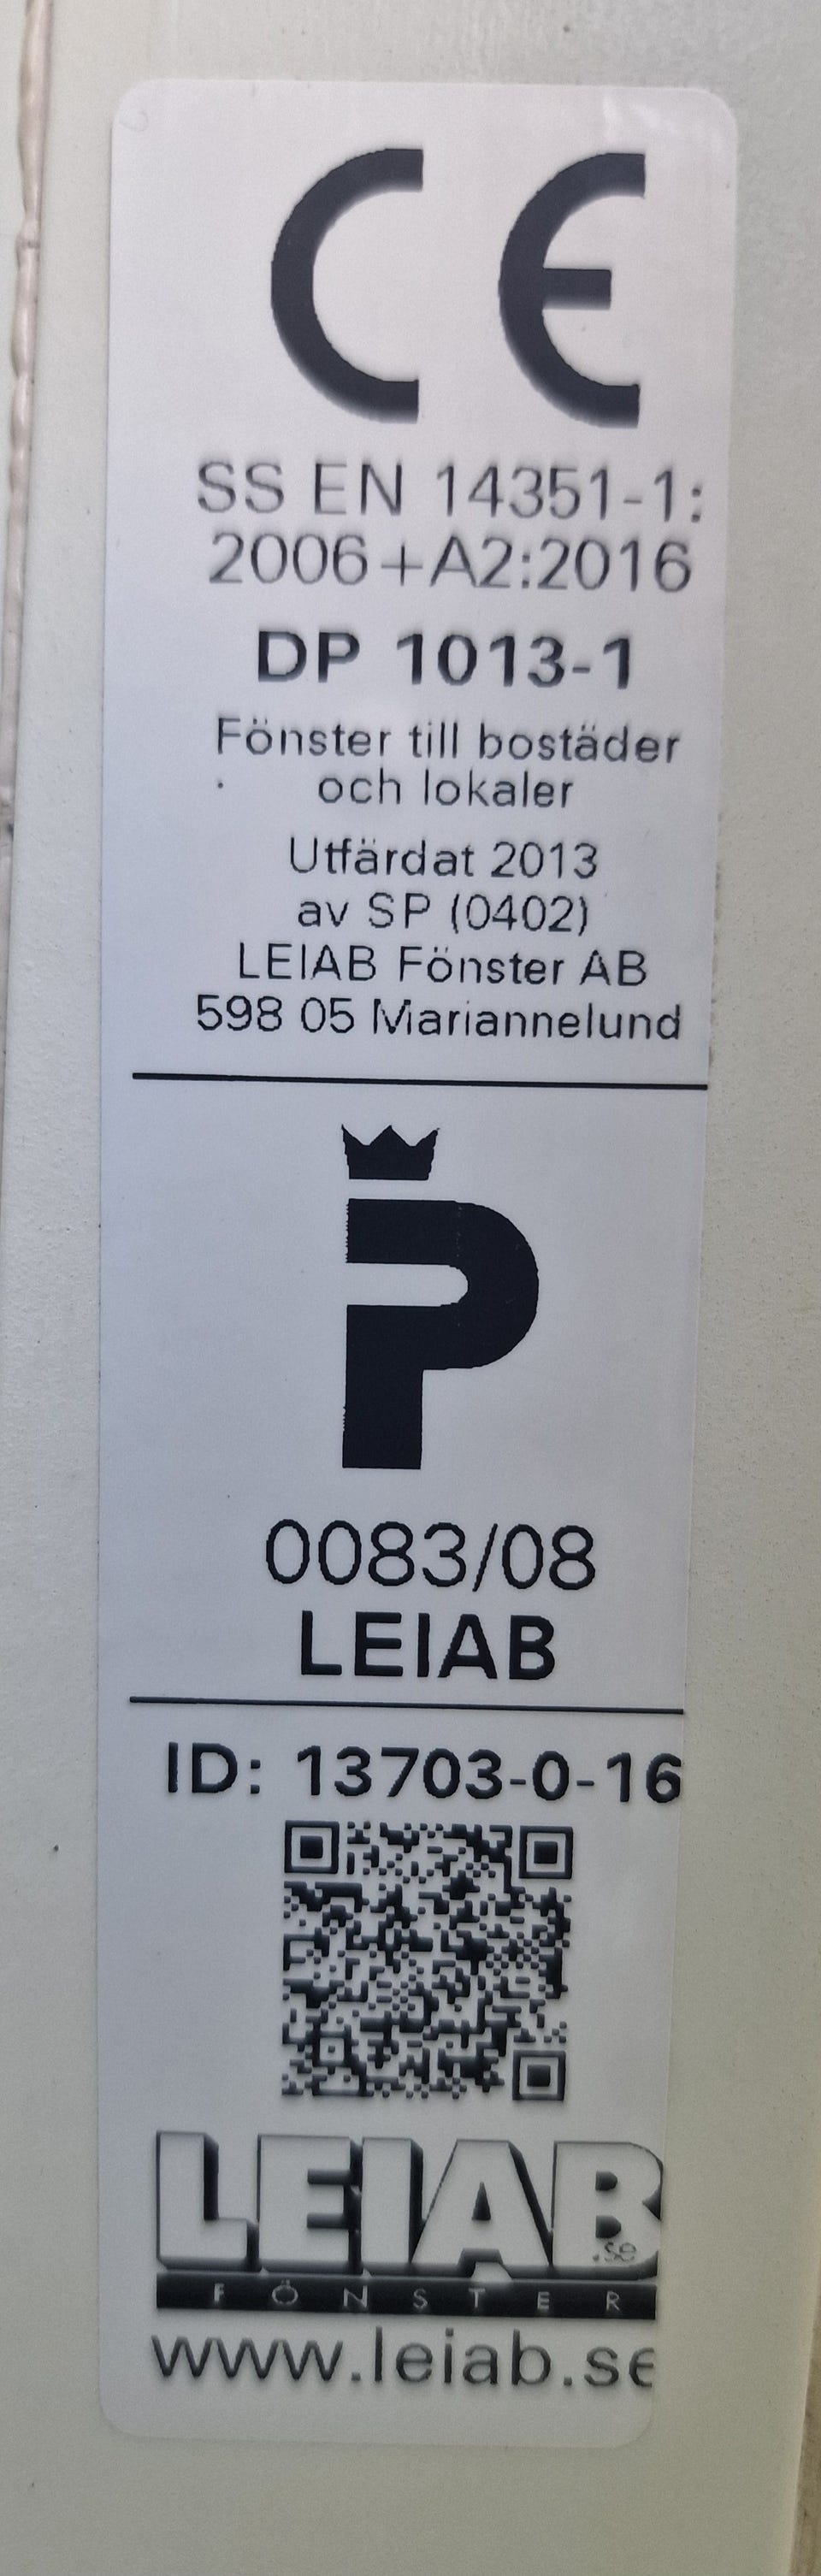 CE
SS EN 14351-1:
2006+A2:2016
DP 1013-1
Fönster till bostäder
och lokaler
Utfärdat 2013
av SP (0402)
LEIAB Fönster AB
598 05 Mariannelund
P
0083/08
LEIAB
ID: 13703-0-16
LEIAB
.se
FÖNSTER
www.leiab.se